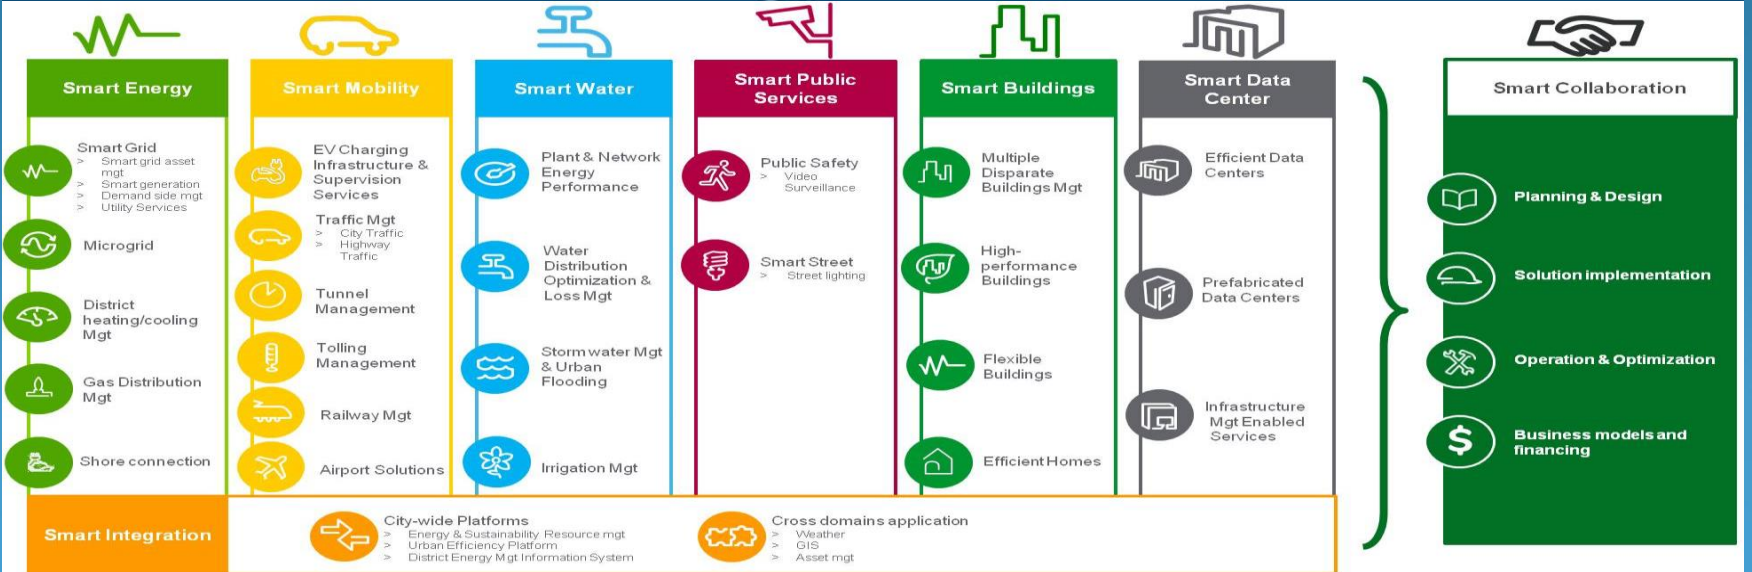 Smart Energy
Smart Grid
> Smart grid asset
mgt
> Smart generation
> Demand side mgt
> Utility Services
Microgrid
District
heating/cooling
Mgt
Gas Distribution
Mgt
Shore connection
Smart Mobility
EV Charging
Infrastructure &
Supervision
Services
Traffic Mgt
> City Traffic
> Highway
Traffic
Tunnel
Management
Tolling
Management
Railway Mgt
Airport Solutions
Smart Water
Plant & Network
Energy
Performance
Water
Distribution
Optimization &
Loss Mgt
Storm water Mgt
& Urban
Flooding
Irrigation Mgt
Smart Public
Services
Public Safety
> Video
Surveillance
Smart Street
> Street lighting
Smart Buildings
Multiple
Disparate
Buildings Mgt
High-
performance
Buildings
Flexible
Buildings
Efficient Homes
Smart Data
Center
Efficient Data
Centers
Prefabricated
Data Centers
Infrastructure
Mgt Enabled
Services
Smart Integration
City-wide Platforms
> Energy & Sustainability Resource mgt
> Urban Efficiency Platform
> District Energy Mgt Information System
Cross domains application
> Weather
> GIS
> Asset mgt
Smart Collaboration
Planning & Design
Solution implementation
Operation & Optimization
$
Business models and
financing